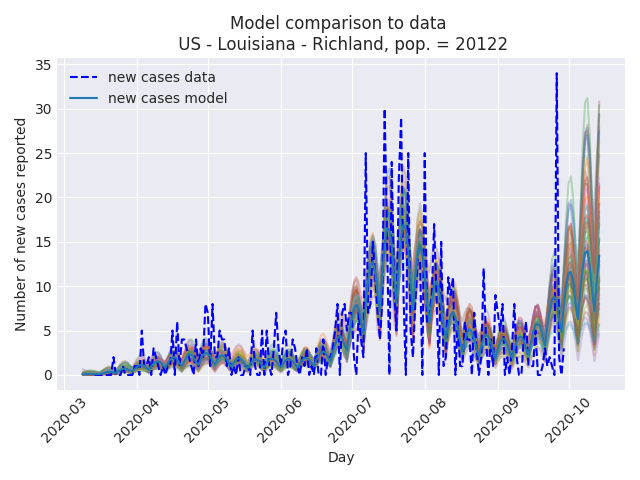 Model comparison to data
US - Louisiana - Richland, pop. = 20122
new cases data
new cases model
Number of new cases reported
35
30
25
20
15
10
5
0
2020-03
2020-04
2020-05
2020-06
2020-07
2020-08
2020-09
2020-10
Day